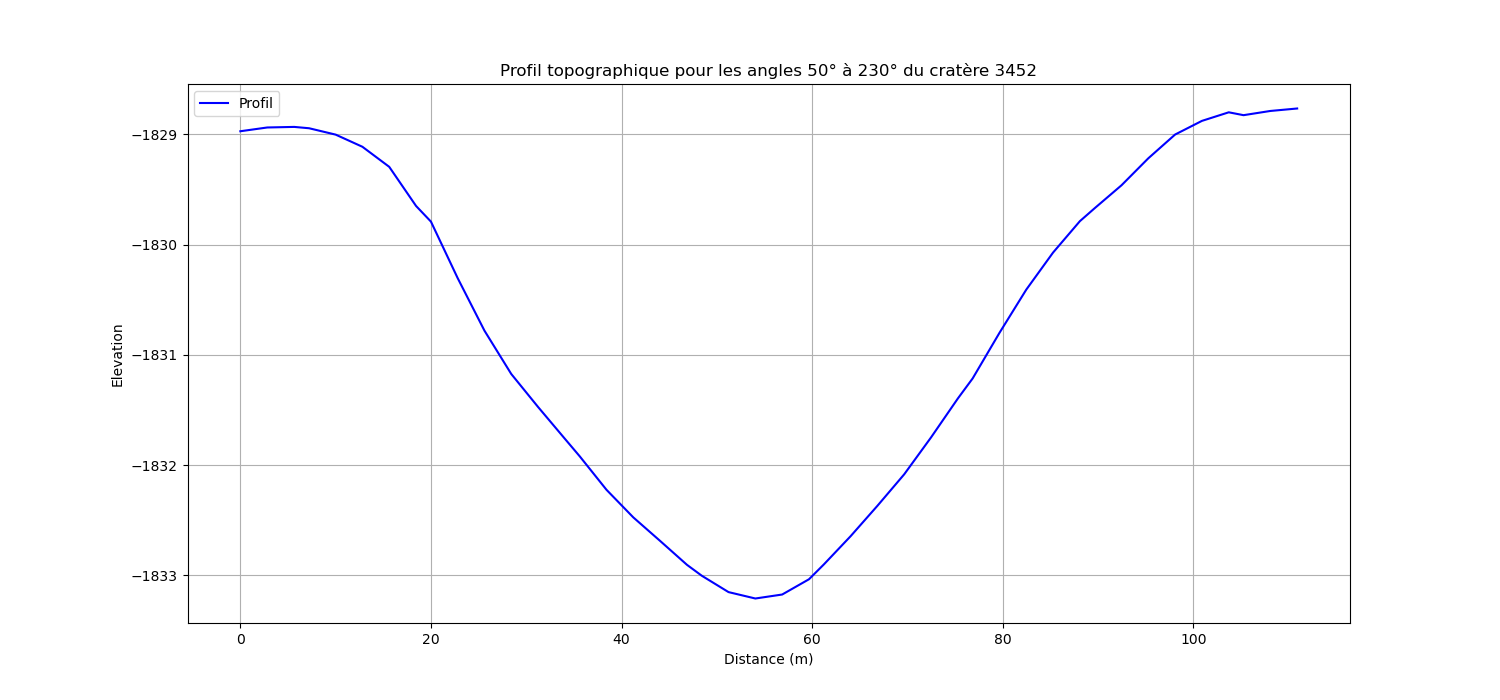 Profil topographique pour les angles 50° à 230° du cratère 3452
Profil
−1829
−1830
−1831
−1832
−1833
Elevation
0 20 40 60 80 100
Distance (m)